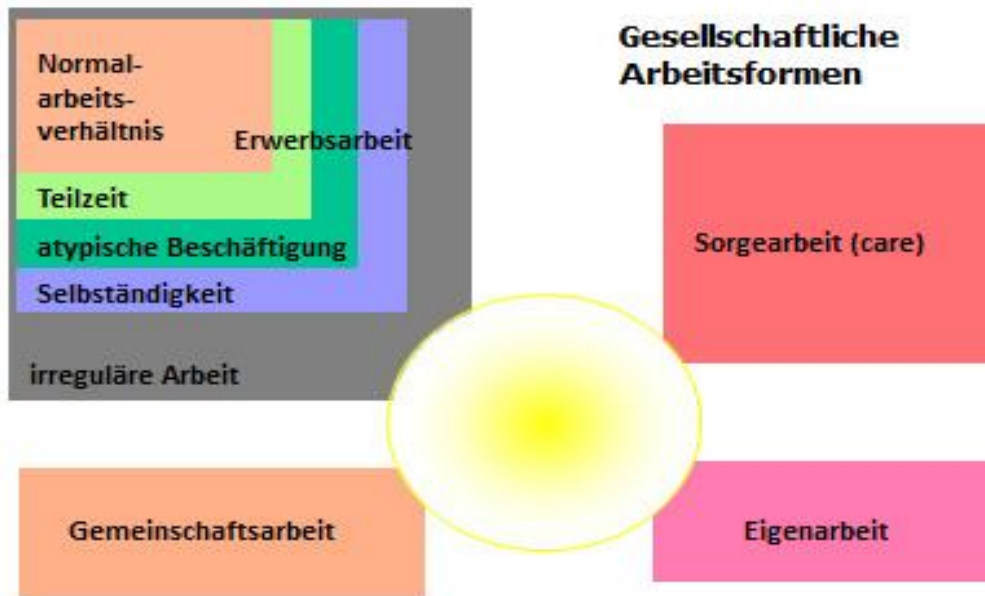 Gesellschaftliche
Arbeitsformen
Normal-
arbeits-
verhältnis
Erwerbsarbeit
Teilzeit
atypische Beschäftigung
Selbständigkeit
irreguläre Arbeit
Sorgearbeit (care)
Gemeinschaftsarbeit
Eigenarbeit